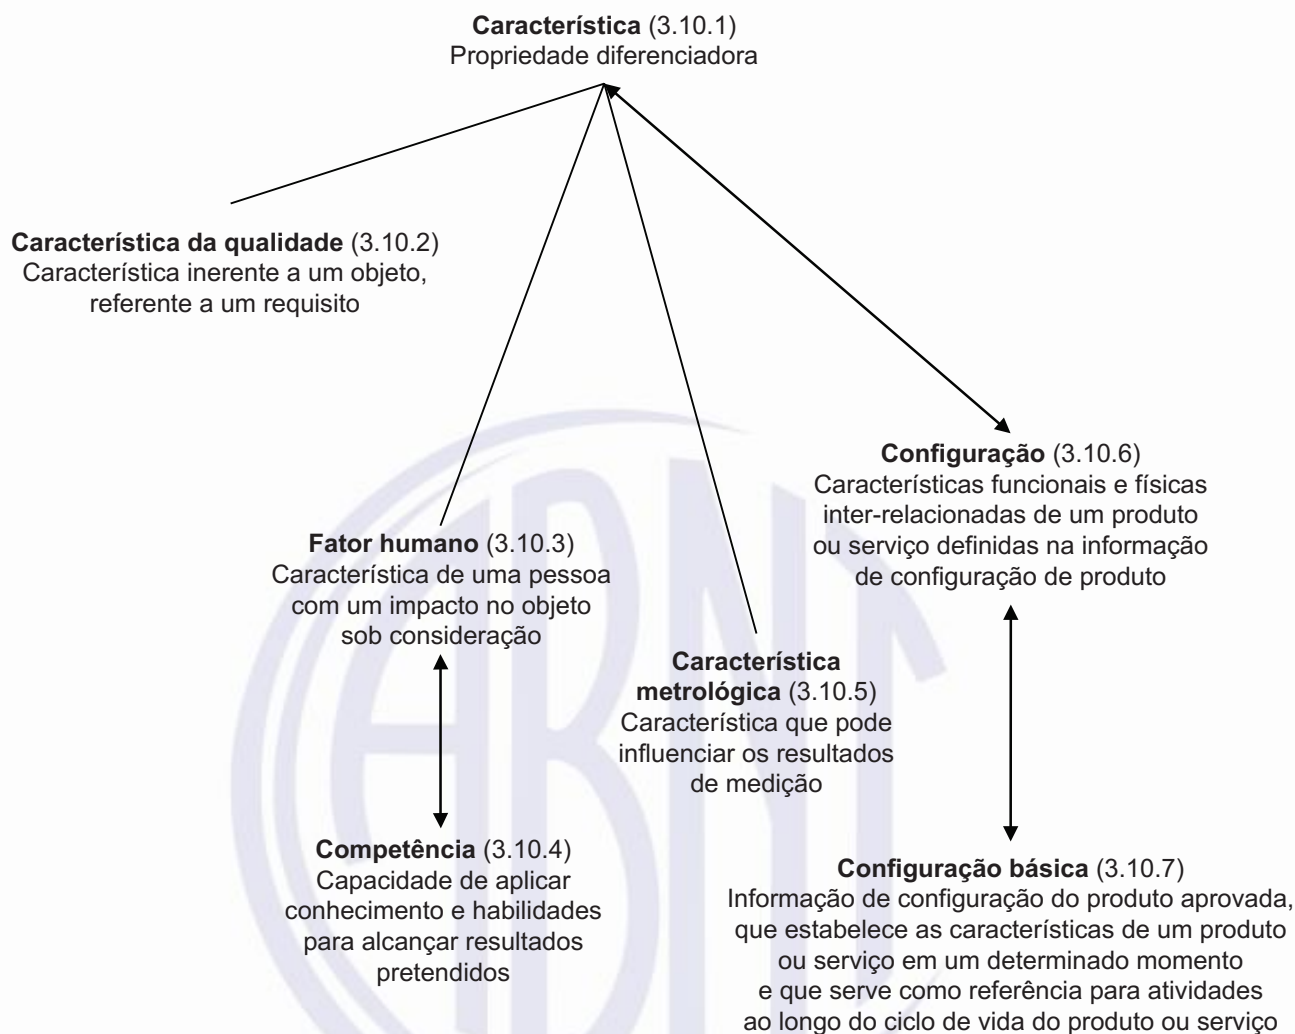 Característica (3.10.1)
Propriedade diferenciadora
Característica da qualidade (3.10.2)
Característica inerente a um objeto,
referente a um requisito
Configuração (3.10.6)
Características funcionais e físicas
inter-relacionadas de um produto
ou serviço definidas na informação
de configuração de produto
Fator humano (3.10.3)
Característica de uma pessoa
com um impacto no objeto
sob consideração
Característica
metrológica (3.10.5)
Característica que pode
influenciar os resultados
de medição
Competência (3.10.4)
Capacidade de aplicar
conhecimento e habilidades
para alcançar resultados
pretendidos
Configuração básica (3.10.7)
Informação de configuração do produto aprovada,
que estabelece as características de um produto
ou serviço em um determinado momento
e que serve como referência para atividades
ao longo do ciclo de vida do produto ou serviço
ABNT